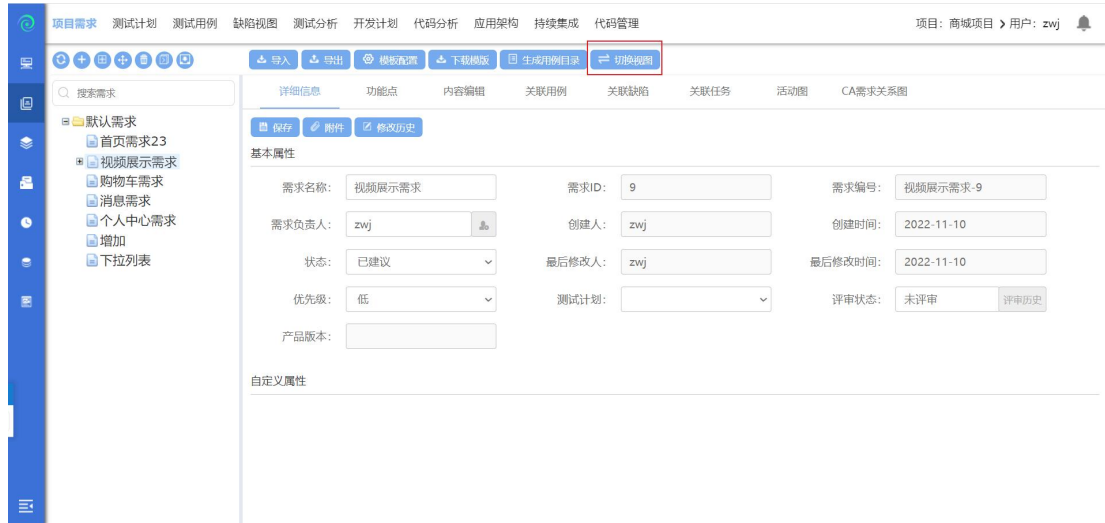 项目需求 测试计划 测试用例 缺陷视图 测试分析 开发计划 代码分析 应用架构 持续集成 代码管理 项目：商城项目 用户：zwj
导入 导出 模板配置 下载模版 生成用例目录 切换视图
搜索需求
详细信息 功能点 内容编辑 关联用例 关联缺陷 关联任务 活动图 CA需求关系图
默认需求
首页需求23
视频展示需求
购物车需求
消息需求
个人中心需求
增加
下拉列表
保存 附件 修改历史
基本属性
需求名称： 视频展示需求 需求ID： 9 需求编号： 视频展示需求-9
需求负责人： zwj 创建人： zwj 创建时间： 2022-11-10
状态： 已建议 最后修改人： zwj 最后修改时间： 2022-11-10
优先级： 低 测试计划： 评审状态： 未评审 评审历史
产品版本：
自定义属性